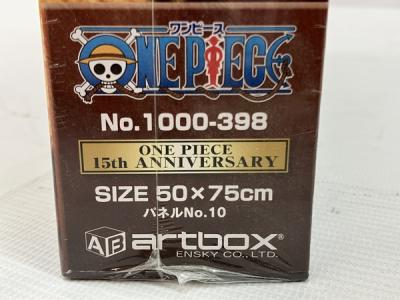 ワンピース
ONE PIECE
No.1000-398
ONE PIECE
15th ANNIVERSARY
SIZE 50×75cm
パネルNo.10
AB artbox®
ENSKY CO., LTD.